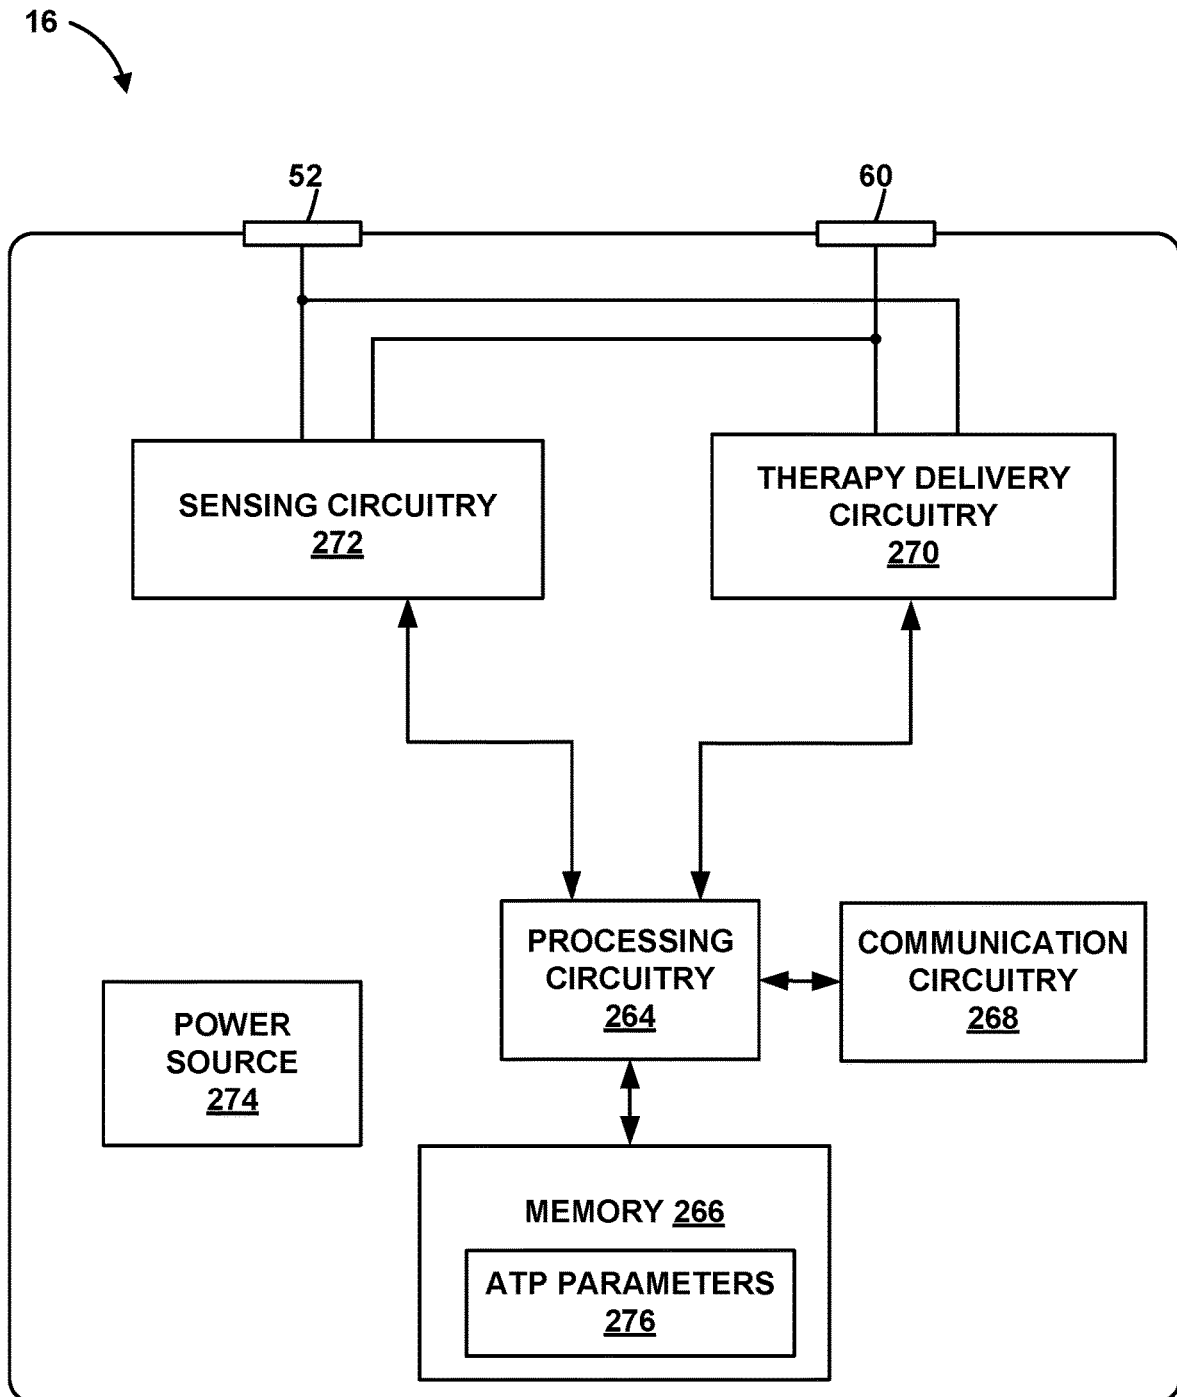 16
52
60
SENSING CIRCUITRY
272
THERAPY DELIVERY
CIRCUITRY
270
PROCESSING
CIRCUITRY
264
COMMUNICATION
CIRCUITRY
268
POWER
SOURCE
274
MEMORY 266
ATP PARAMETERS
276